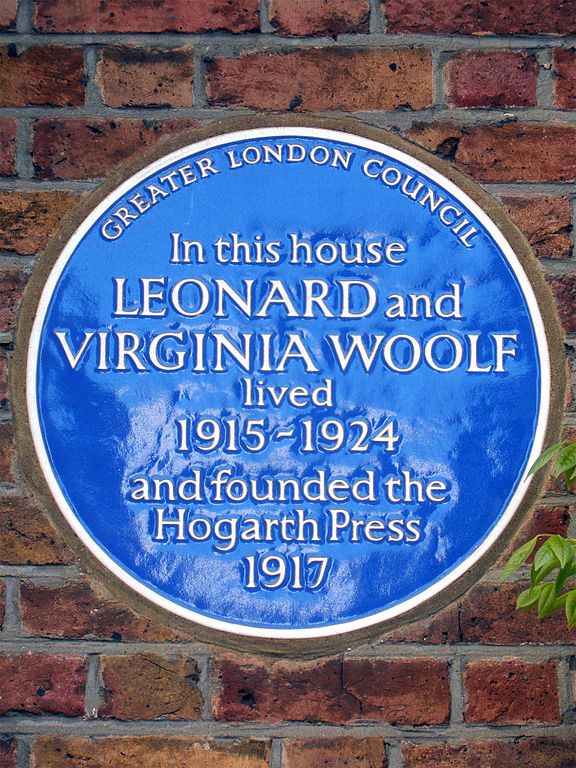 GREATER LONDON COUNCIL
In this house
LEONARD and
VIRGINIA WOOLF
lived
1915-1924
and founded the
Hogarth Press
1917